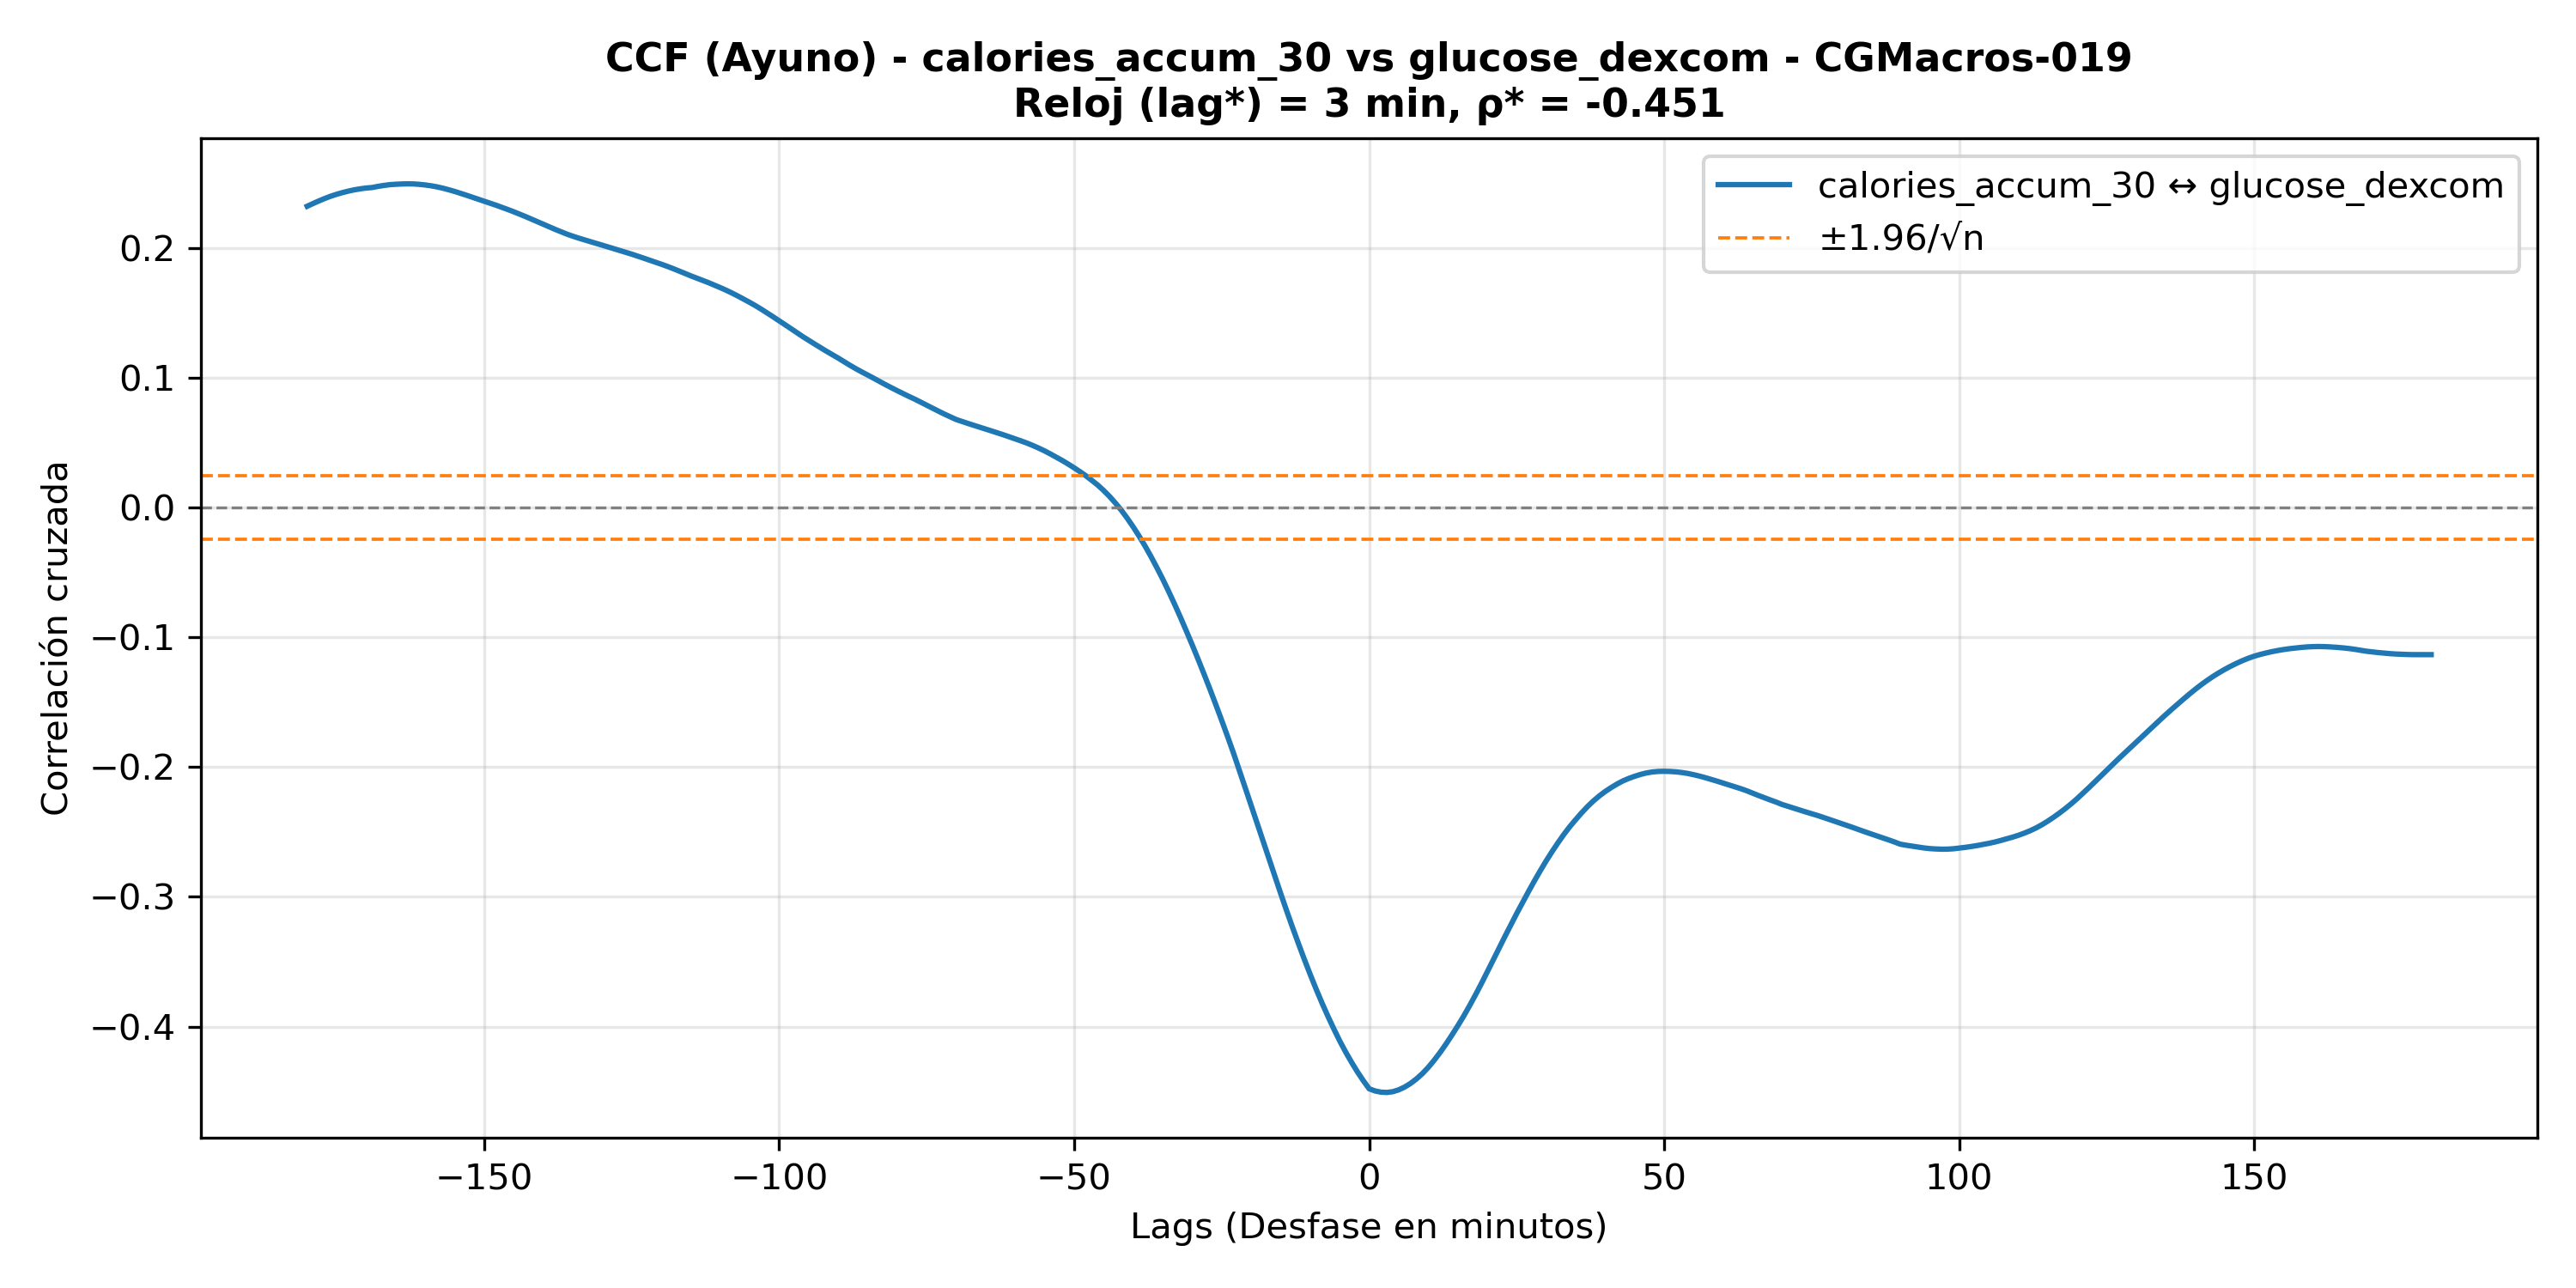 CCF (Ayuno) - calories_accum_30 vs glucose_dexcom - CGMacros-019
Reloj (lag*) = 3 min, ρ* = -0.451
calories_accum_30 ↔ glucose_dexcom
±1.96/√n
Correlación cruzada
0.2
0.1
0.0
−0.1
−0.2
−0.3
−0.4
−150
−100
−50
0
50
100
150
Lags (Desfase en minutos)